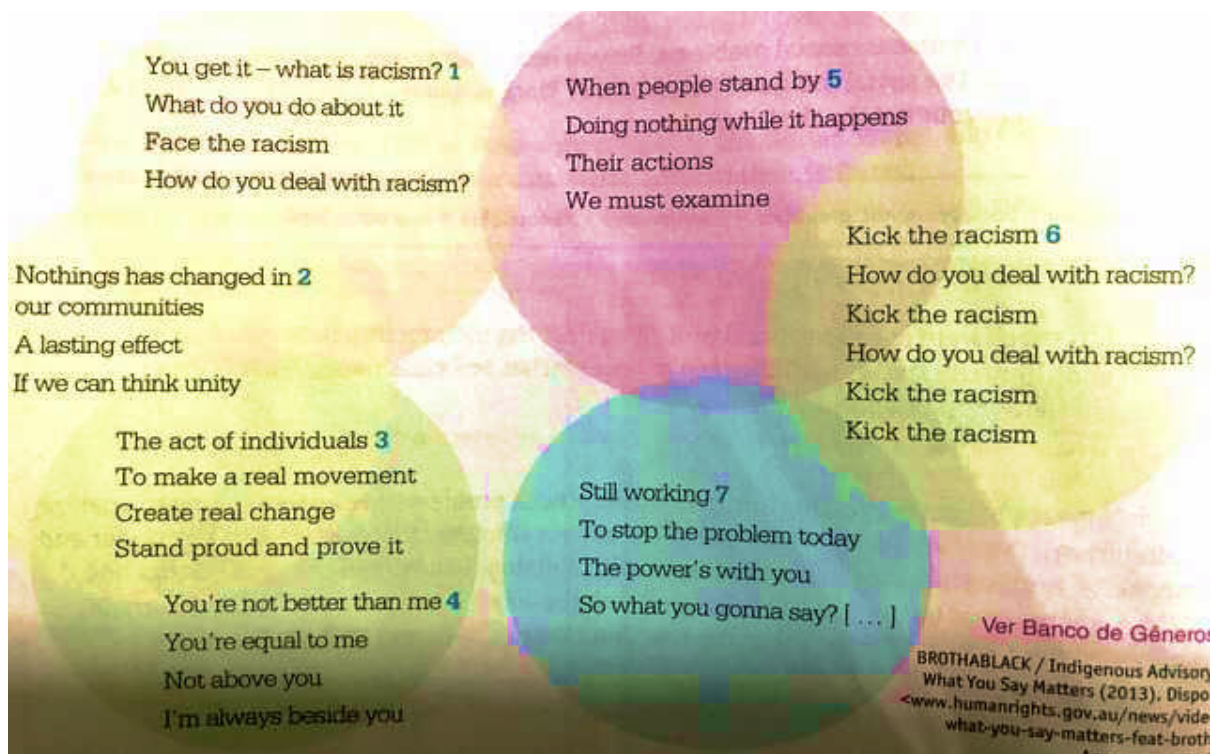 You get it – what is racism? 1
What do you do about it
Face the racism
How do you deal with racism?
Nothings has changed in 2
our communities
A lasting effect
If we can think unity
The act of individuals 3
To make a real movement
Create real change
Stand proud and prove it
You're not better than me 4
You're equal to me
Not above you
I'm always beside you
When people stand by 5
Doing nothing while it happens
Their actions
We must examine
Kick the racism 6
How do you deal with racism?
Kick the racism
How do you deal with racism?
Kick the racism
Kick the racism
Still working 7
To stop the problem today
The power's with you
So what you gonna say? [ ... ]
Ver Banco de Gêneros
BROTHABLACK / Indigenous Advisory
What You Say Matters (2013). Dispo
<www.humanrights.gov.au/news/vide
what-you-say-matters-feat-broth